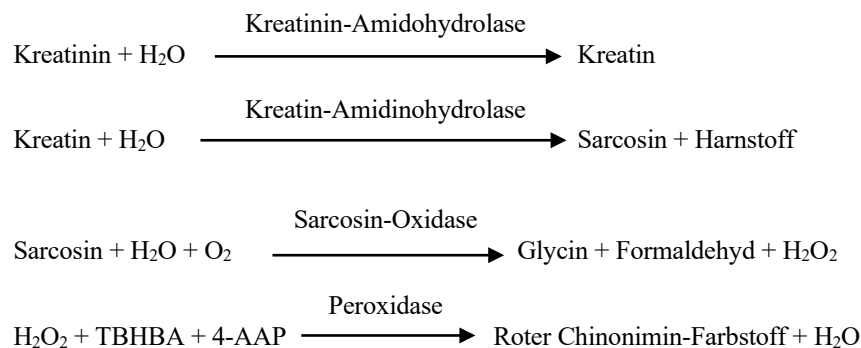 Kreatinin-Amidohydrolase
Kreatinin + H₂O → Kreatin
Kreatin-Amidinohydrolase
Kreatin + H₂O → Sarcosin + Harnstoff
Sarcosin-Oxidase
Sarcosin + H₂O + O₂ → Glycin + Formaldehyd + H₂O₂
Peroxidase
H₂O₂ + TBHBA + 4-AAP → Roter Chinonimin-Farbstoff + H₂O